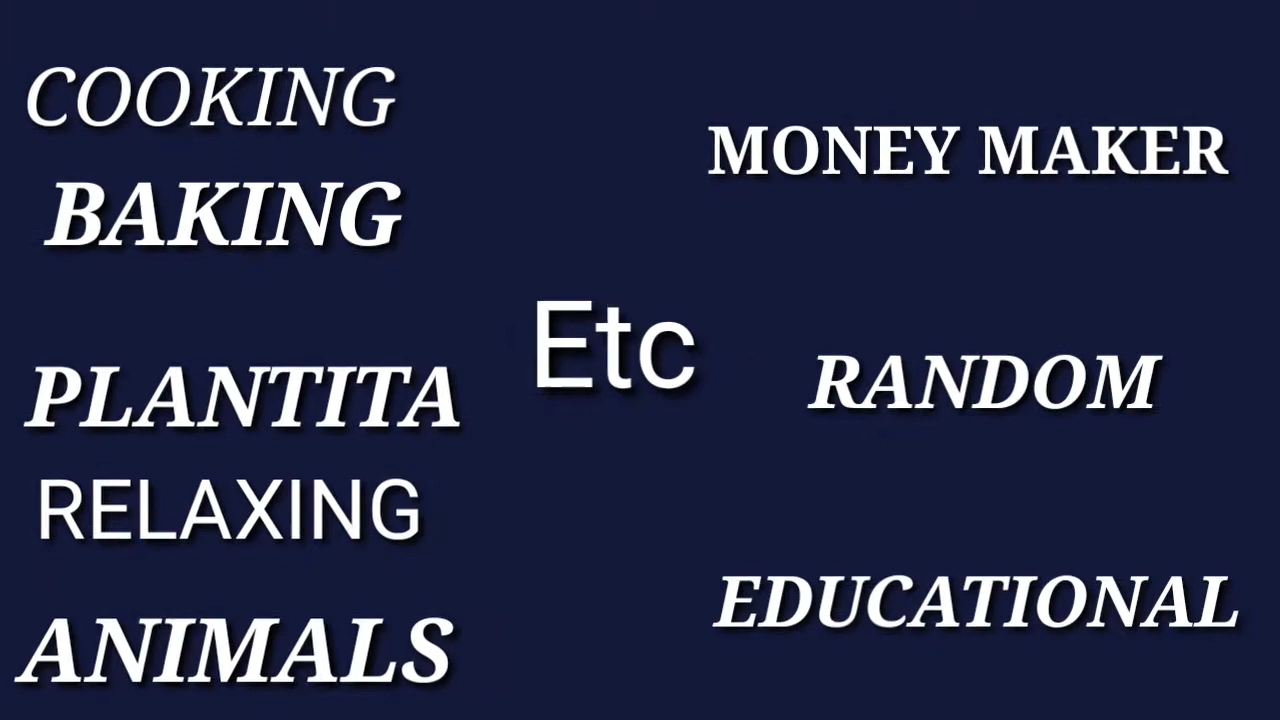 COOKING
BAKING
PLANTITA
RELAXING
ANIMALS
Etc
MONEY MAKER
RANDOM
EDUCATIONAL